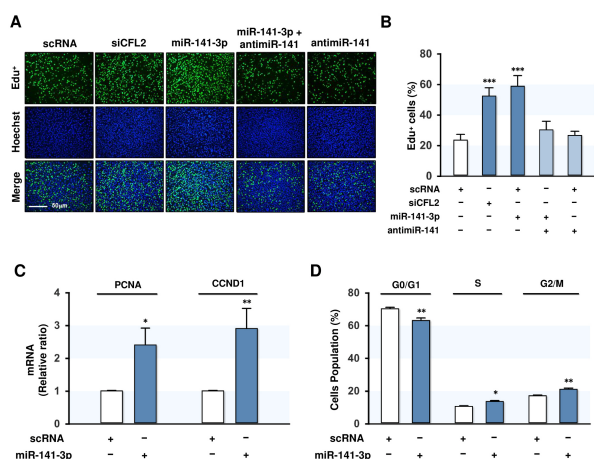 A
scRNA siCFL2 miR-141-3p miR-141-3p + antimiR-141 antimiR-141
Edu+
Hoechst
Merge
50μm
B
Edu+ cells (%)
80
60
40
20
0
*** ***
scRNA + − + − +
siCFL2 − + − − −
miR-141-3p − − + + −
antimiR-141 − − − + +
C
PCNA CCND1
mRNA
(Relative ratio)
4
3
2
1
0
* **
scRNA + − + −
miR-141-3p − + − +
D
G0/G1 S G2/M
Cells Population (%)
80
60
40
20
0
** * **
scRNA + − + − + −
miR-141-3p − + − + − +